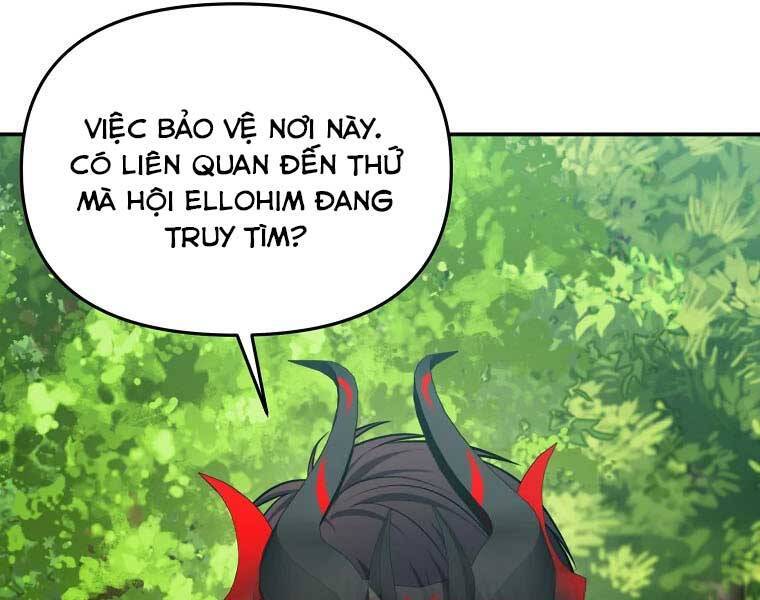 VIỆC BẢO VỆ NƠI NÀY.
CÓ LIÊN QUAN ĐẾN THỨ
MÀ HỘI ELLOHIM ĐANG
TRUY TÌM?